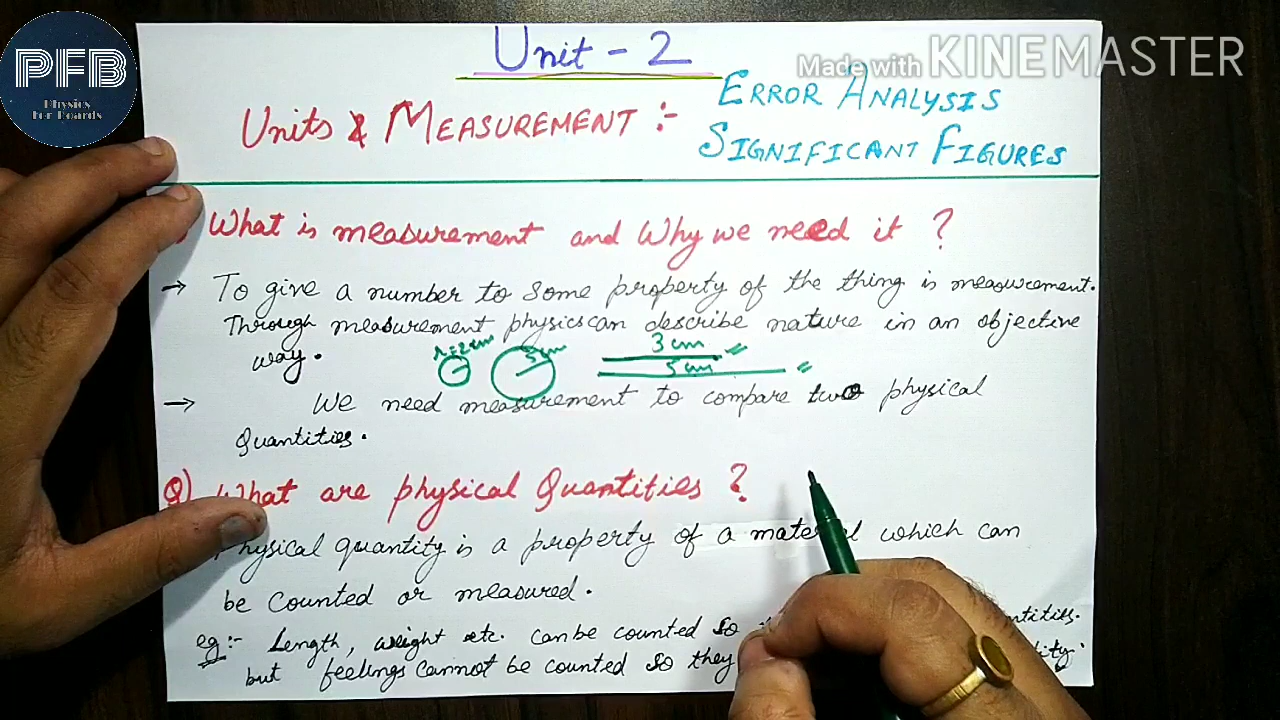 PFB
Physics
For Boards
Made with KINEMASTER
Unit - 2
Units & MEASUREMENT :-
ERROR ANALYSIS
SIGNIFICANT FIGURES
What is measurement and Why we need it ?
→ To give a number to some property of the thing is measurement.
Through measurement physics can describe nature in an objective
way.
r=2cm
5cm
3 cm
5 cm
→ We need measurement to compare two physical
Quantities.
Q) What are physical Quantities ?
Physical quantity is a property of a material which can
be counted or measured.
eg:- Length, weight etc. can be counted so
but feelings cannot be counted so they